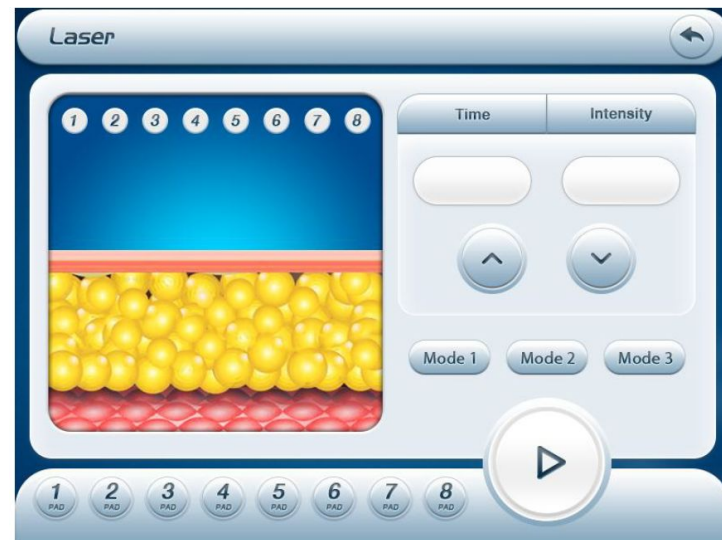 Laser
1 2 3 4 5 6 7 8
Time Intensity
Mode 1 Mode 2 Mode 3
1 2 3 4 5 6 7 8
PAD PAD PAD PAD PAD PAD PAD PAD